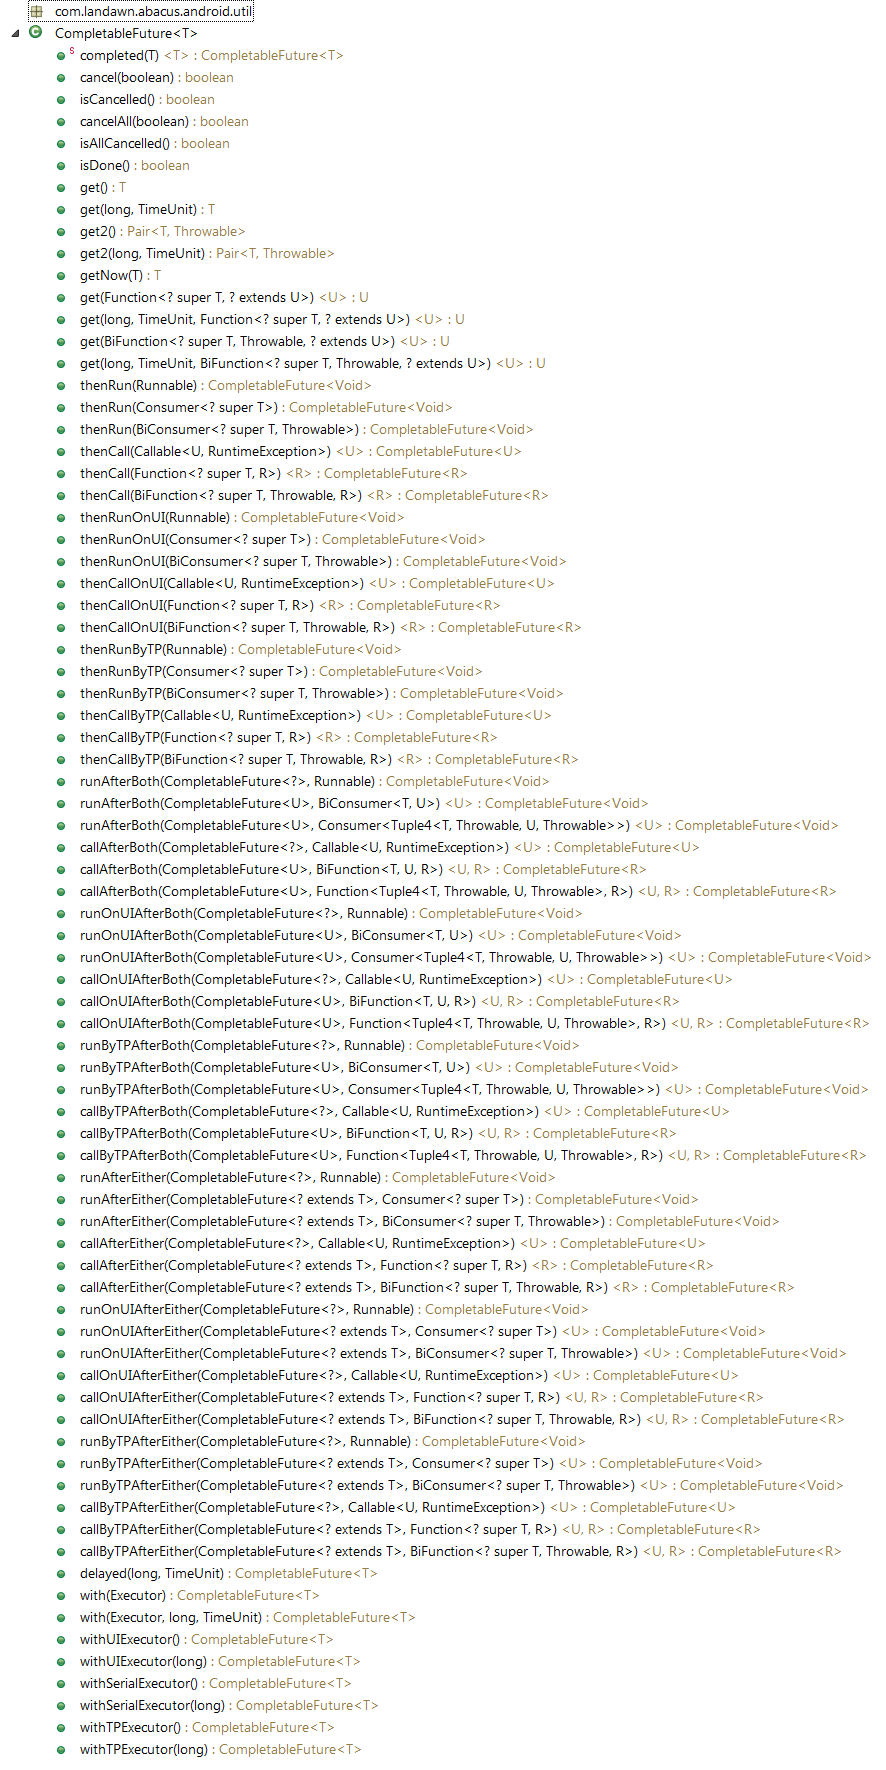 com.landawn.abacus.android.util
C CompletableFuture<T>
S completed(T) <T> : CompletableFuture<T>
cancel(boolean) : boolean
isCancelled() : boolean
cancelAll(boolean) : boolean
isAllCancelled() : boolean
isDone() : boolean
get() : T
get(long, TimeUnit) : T
get2() : Pair<T, Throwable>
get2(long, TimeUnit) : Pair<T, Throwable>
getNow(T) : T
get(Function<? super T, ? extends U>) <U> : U
get(long, TimeUnit, Function<? super T, ? extends U>) <U> : U
get(BiFunction<? super T, Throwable, ? extends U>) <U> : U
get(long, TimeUnit, BiFunction<? super T, Throwable, ? extends U>) <U> : U
thenRun(Runnable) : CompletableFuture<Void>
thenRun(Consumer<? super T>) : CompletableFuture<Void>
thenRun(BiConsumer<? super T, Throwable>) : CompletableFuture<Void>
thenCall(Callable<U, RuntimeException>) <U> : CompletableFuture<U>
thenCall(Function<? super T, R>) <R> : CompletableFuture<R>
thenCall(BiFunction<? super T, Throwable, R>) <R> : CompletableFuture<R>
thenRunOnUI(Runnable) : CompletableFuture<Void>
thenRunOnUI(Consumer<? super T>) : CompletableFuture<Void>
thenRunOnUI(BiConsumer<? super T, Throwable>) : CompletableFuture<Void>
thenCallOnUI(Callable<U, RuntimeException>) <U> : CompletableFuture<U>
thenCallOnUI(Function<? super T, R>) <R> : CompletableFuture<R>
thenCallOnUI(BiFunction<? super T, Throwable, R>) <R> : CompletableFuture<R>
thenRunByTP(Runnable) : CompletableFuture<Void>
thenRunByTP(Consumer<? super T>) : CompletableFuture<Void>
thenRunByTP(BiConsumer<? super T, Throwable>) : CompletableFuture<Void>
thenCallByTP(Callable<U, RuntimeException>) <U> : CompletableFuture<U>
thenCallByTP(Function<? super T, R>) <R> : CompletableFuture<R>
thenCallByTP(BiFunction<? super T, Throwable, R>) <R> : CompletableFuture<R>
runAfterBoth(CompletableFuture<?>, Runnable) : CompletableFuture<Void>
runAfterBoth(CompletableFuture<U>, BiConsumer<T, U>) <U> : CompletableFuture<Void>
runAfterBoth(CompletableFuture<U>, Consumer<Tuple4<T, Throwable, U, Throwable>>) <U> : CompletableFuture<Void>
callAfterBoth(CompletableFuture<?>, Callable<U, RuntimeException>) <U> : CompletableFuture<U>
callAfterBoth(CompletableFuture<U>, BiFunction<T, U, R>) <U, R> : CompletableFuture<R>
callAfterBoth(CompletableFuture<U>, Function<Tuple4<T, Throwable, U, Throwable>, R>) <U, R> : CompletableFuture<R>
runOnUIAfterBoth(CompletableFuture<?>, Runnable) : CompletableFuture<Void>
runOnUIAfterBoth(CompletableFuture<U>, BiConsumer<T, U>) <U> : CompletableFuture<Void>
runOnUIAfterBoth(CompletableFuture<U>, Consumer<Tuple4<T, Throwable, U, Throwable>>) <U> : CompletableFuture<Void>
callOnUIAfterBoth(CompletableFuture<?>, Callable<U, RuntimeException>) <U> : CompletableFuture<U>
callOnUIAfterBoth(CompletableFuture<U>, BiFunction<T, U, R>) <U, R> : CompletableFuture<R>
callOnUIAfterBoth(CompletableFuture<U>, Function<Tuple4<T, Throwable, U, Throwable>, R>) <U, R> : CompletableFuture<R>
runByTPAfterBoth(CompletableFuture<?>, Runnable) : CompletableFuture<Void>
runByTPAfterBoth(CompletableFuture<U>, BiConsumer<T, U>) <U> : CompletableFuture<Void>
runByTPAfterBoth(CompletableFuture<U>, Consumer<Tuple4<T, Throwable, U, Throwable>>) <U> : CompletableFuture<Void>
callByTPAfterBoth(CompletableFuture<?>, Callable<U, RuntimeException>) <U> : CompletableFuture<U>
callByTPAfterBoth(CompletableFuture<U>, BiFunction<T, U, R>) <U, R> : CompletableFuture<R>
callByTPAfterBoth(CompletableFuture<U>, Function<Tuple4<T, Throwable, U, Throwable>, R>) <U, R> : CompletableFuture<R>
runAfterEither(CompletableFuture<?>, Runnable) : CompletableFuture<Void>
runAfterEither(CompletableFuture<? extends T>, Consumer<? super T>) : CompletableFuture<Void>
runAfterEither(CompletableFuture<? extends T>, BiConsumer<? super T, Throwable>) : CompletableFuture<Void>
callAfterEither(CompletableFuture<?>, Callable<U, RuntimeException>) <U> : CompletableFuture<U>
callAfterEither(CompletableFuture<? extends T>, Function<? super T, R>) <R> : CompletableFuture<R>
callAfterEither(CompletableFuture<? extends T>, BiFunction<? super T, Throwable, R>) <R> : CompletableFuture<R>
runOnUIAfterEither(CompletableFuture<?>, Runnable) : CompletableFuture<Void>
runOnUIAfterEither(CompletableFuture<? extends T>, Consumer<? super T>) <U> : CompletableFuture<Void>
runOnUIAfterEither(CompletableFuture<? extends T>, BiConsumer<? super T, Throwable>) <U> : CompletableFuture<Void>
callOnUIAfterEither(CompletableFuture<?>, Callable<U, RuntimeException>) <U> : CompletableFuture<U>
callOnUIAfterEither(CompletableFuture<? extends T>, Function<? super T, R>) <U, R> : CompletableFuture<R>
callOnUIAfterEither(CompletableFuture<? extends T>, BiFunction<? super T, Throwable, R>) <U, R> : CompletableFuture<R>
runByTPAfterEither(CompletableFuture<?>, Runnable) : CompletableFuture<Void>
runByTPAfterEither(CompletableFuture<? extends T>, Consumer<? super T>) <U> : CompletableFuture<Void>
runByTPAfterEither(CompletableFuture<? extends T>, BiConsumer<? super T, Throwable>) <U> : CompletableFuture<Void>
callByTPAfterEither(CompletableFuture<?>, Callable<U, RuntimeException>) <U> : CompletableFuture<U>
callByTPAfterEither(CompletableFuture<? extends T>, Function<? super T, R>) <U, R> : CompletableFuture<R>
callByTPAfterEither(CompletableFuture<? extends T>, BiFunction<? super T, Throwable, R>) <U, R> : CompletableFuture<R>
delayed(long, TimeUnit) : CompletableFuture<T>
with(Executor) : CompletableFuture<T>
with(Executor, long, TimeUnit) : CompletableFuture<T>
withUIExecutor() : CompletableFuture<T>
withUIExecutor(long) : CompletableFuture<T>
withSerialExecutor() : CompletableFuture<T>
withSerialExecutor(long) : CompletableFuture<T>
withTPExecutor() : CompletableFuture<T>
withTPExecutor(long) : CompletableFuture<T>